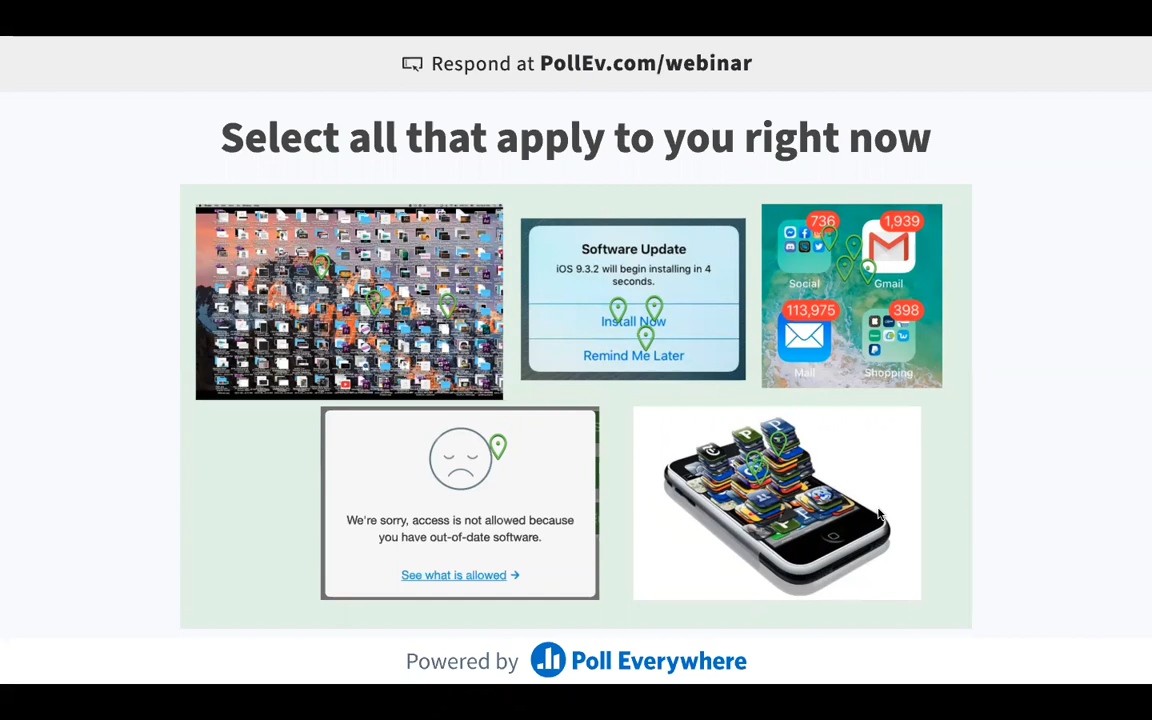 Respond at PollEv.com/webinar
Select all that apply to you right now
Software Update
iOS 9.3.2 will begin installing in 4
seconds.
Install Now
Remind Me Later
736
1,939
Social
Gmail
113,975
398
Mail
Shopping
We're sorry, access is not allowed because
you have out-of-date software.
See what is allowed →
Powered by Poll Everywhere